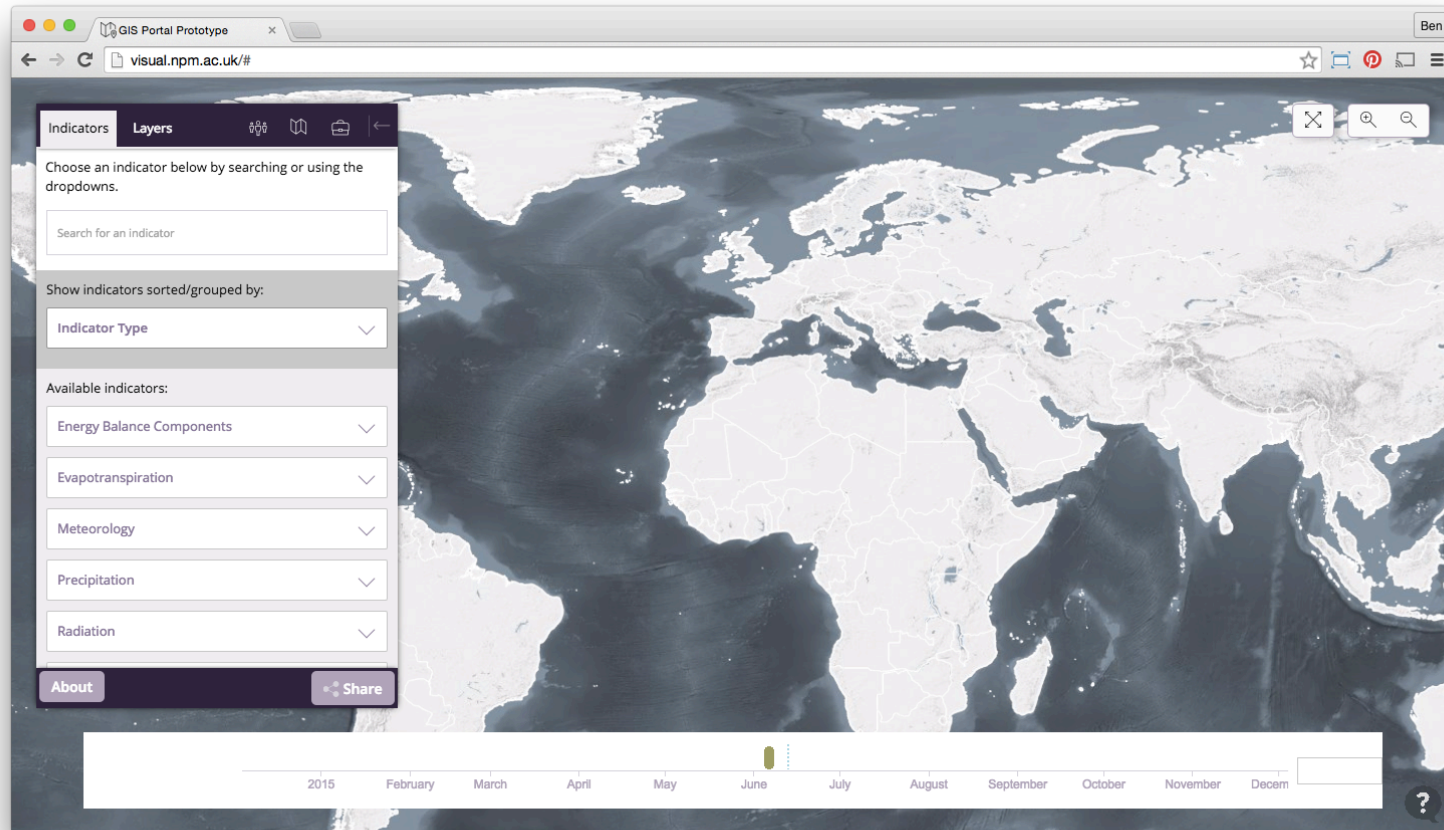 GIS Portal Prototype
Ben
visual.npm.ac.uk/#
Indicators Layers
Choose an indicator below by searching or using the
dropdowns.
Search for an indicator
Show indicators sorted/grouped by:
Indicator Type
Available indicators:
Energy Balance Components
Evapotranspiration
Meteorology
Precipitation
Radiation
About Share
2015 February March April May June July August September October November Decem
?